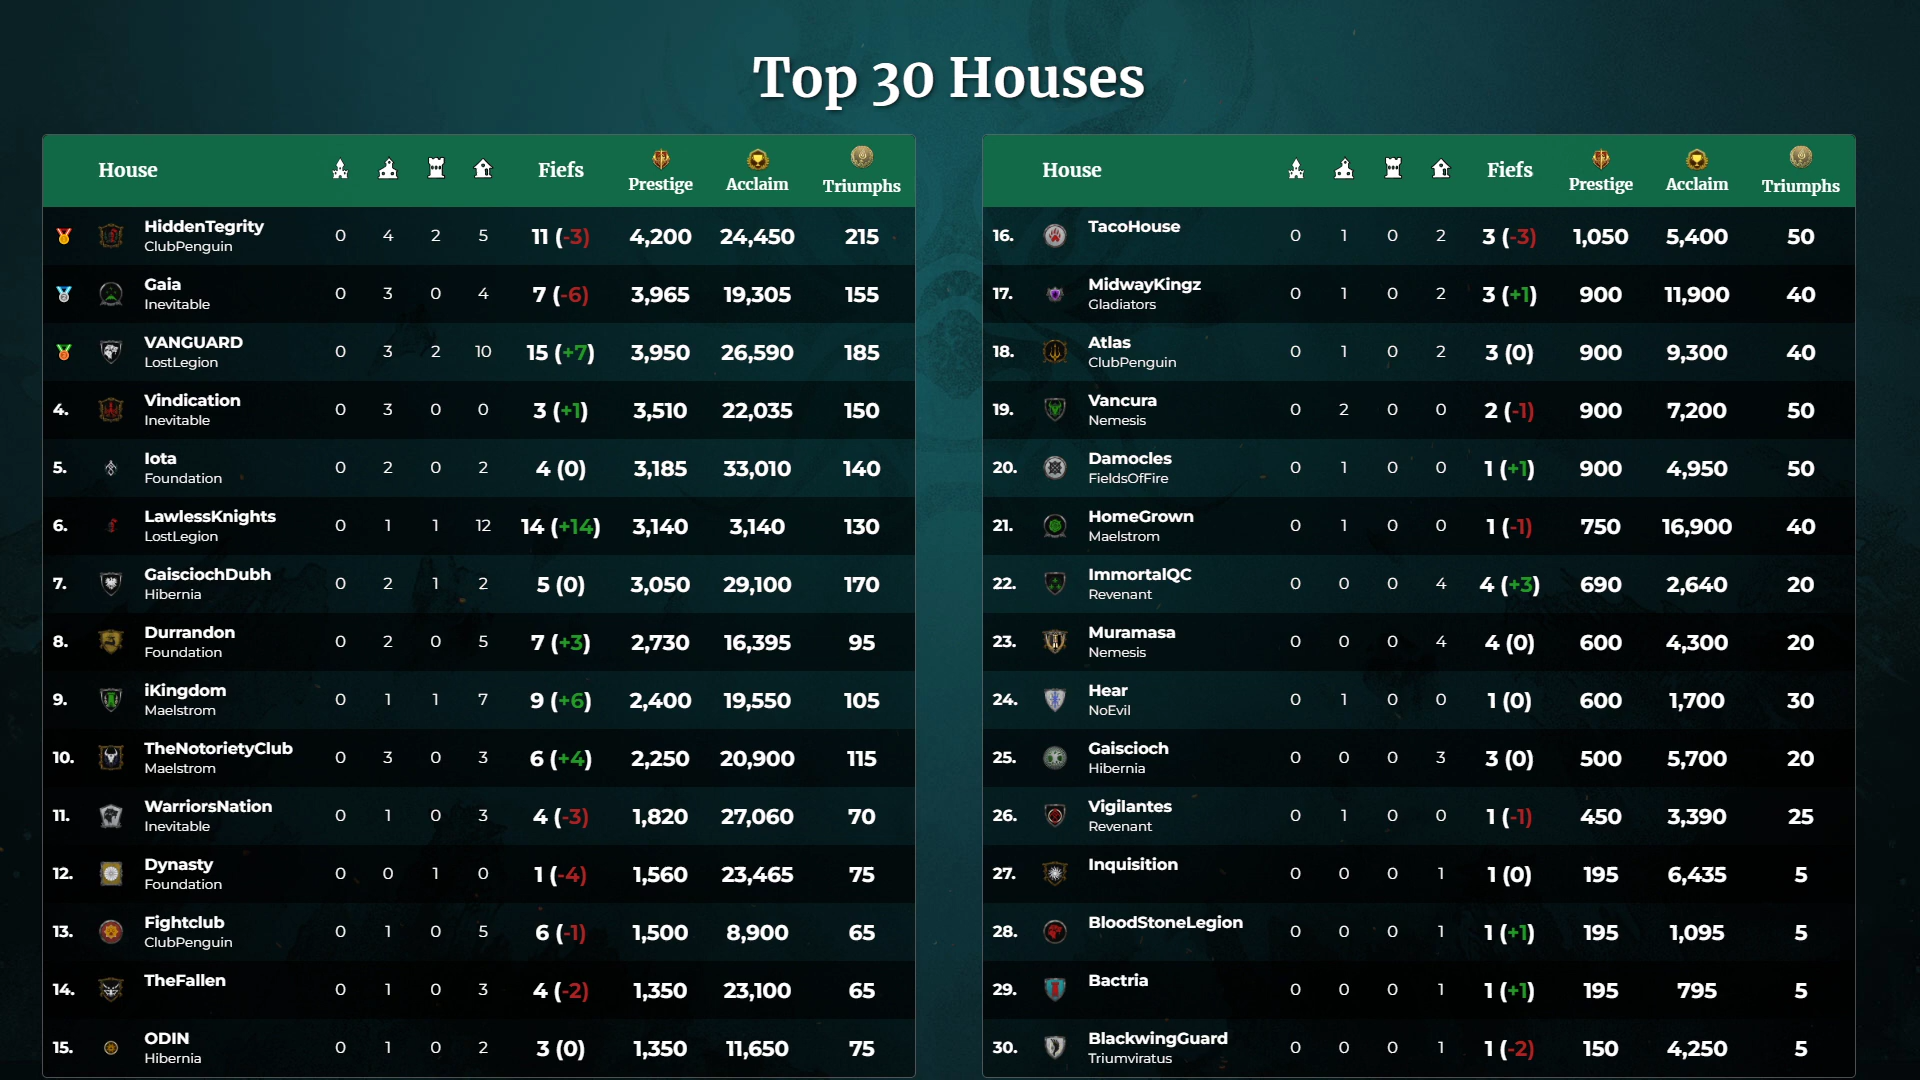 Top 30 Houses
House Fiefs Prestige Acclaim Triumphs
HiddenTegrity ClubPenguin 0 4 2 5 11 (-3) 4,200 24,450 215
Gaia Inevitable 0 3 0 4 7 (-6) 3,965 19,305 155
VANGUARD LostLegion 0 3 2 10 15 (+7) 3,950 26,590 185
4. Vindication Inevitable 0 3 0 0 3 (+1) 3,510 22,035 150
5. Iota Foundation 0 2 0 2 4 (0) 3,185 33,010 140
6. LawlessKnights LostLegion 0 1 1 12 14 (+14) 3,140 3,140 130
7. GaisciochDubh Hibernia 0 2 1 2 5 (0) 3,050 29,100 170
8. Durrandon Foundation 0 2 0 5 7 (+3) 2,730 16,395 95
9. iKingdom Maelstrom 0 1 1 7 9 (+6) 2,400 19,550 105
10. TheNotorietyClub Maelstrom 0 3 0 3 6 (+4) 2,250 20,900 115
11. WarriorsNation Inevitable 0 1 0 3 4 (-3) 1,820 27,060 70
12. Dynasty Foundation 0 0 1 0 1 (-4) 1,560 23,465 75
13. Fightclub ClubPenguin 0 1 0 5 6 (-1) 1,500 8,900 65
14. TheFallen 0 1 0 3 4 (-2) 1,350 23,100 65
15. ODIN Hibernia 0 1 0 2 3 (0) 1,350 11,650 75
House Fiefs Prestige Acclaim Triumphs
16. TacoHouse 0 1 0 2 3 (-3) 1,050 5,400 50
17. MidwayKingz Gladiators 0 1 0 2 3 (+1) 900 11,900 40
18. Atlas ClubPenguin 0 1 0 2 3 (0) 900 9,300 40
19. Vancura Nemesis 0 2 0 0 2 (-1) 900 7,200 50
20. Damocles FieldsOfFire 0 1 0 0 1 (+1) 900 4,950 50
21. HomeGrown Maelstrom 0 1 0 0 1 (-1) 750 16,900 40
22. ImmortalQC Revenant 0 0 0 4 4 (+3) 690 2,640 20
23. Muramasa Nemesis 0 0 0 4 4 (0) 600 4,300 20
24. Hear NoEvil 0 1 0 0 1 (0) 600 1,700 30
25. Gaiscioch Hibernia 0 0 0 3 3 (0) 500 5,700 20
26. Vigilantes Revenant 0 1 0 0 1 (-1) 450 3,390 25
27. Inquisition 0 0 0 1 1 (0) 195 6,435 5
28. BloodStoneLegion 0 0 0 1 1 (+1) 195 1,095 5
29. Bactria 0 0 0 1 1 (+1) 195 795 5
30. BlackwingGuard Triumviratus 0 0 0 1 1 (-2) 150 4,250 5